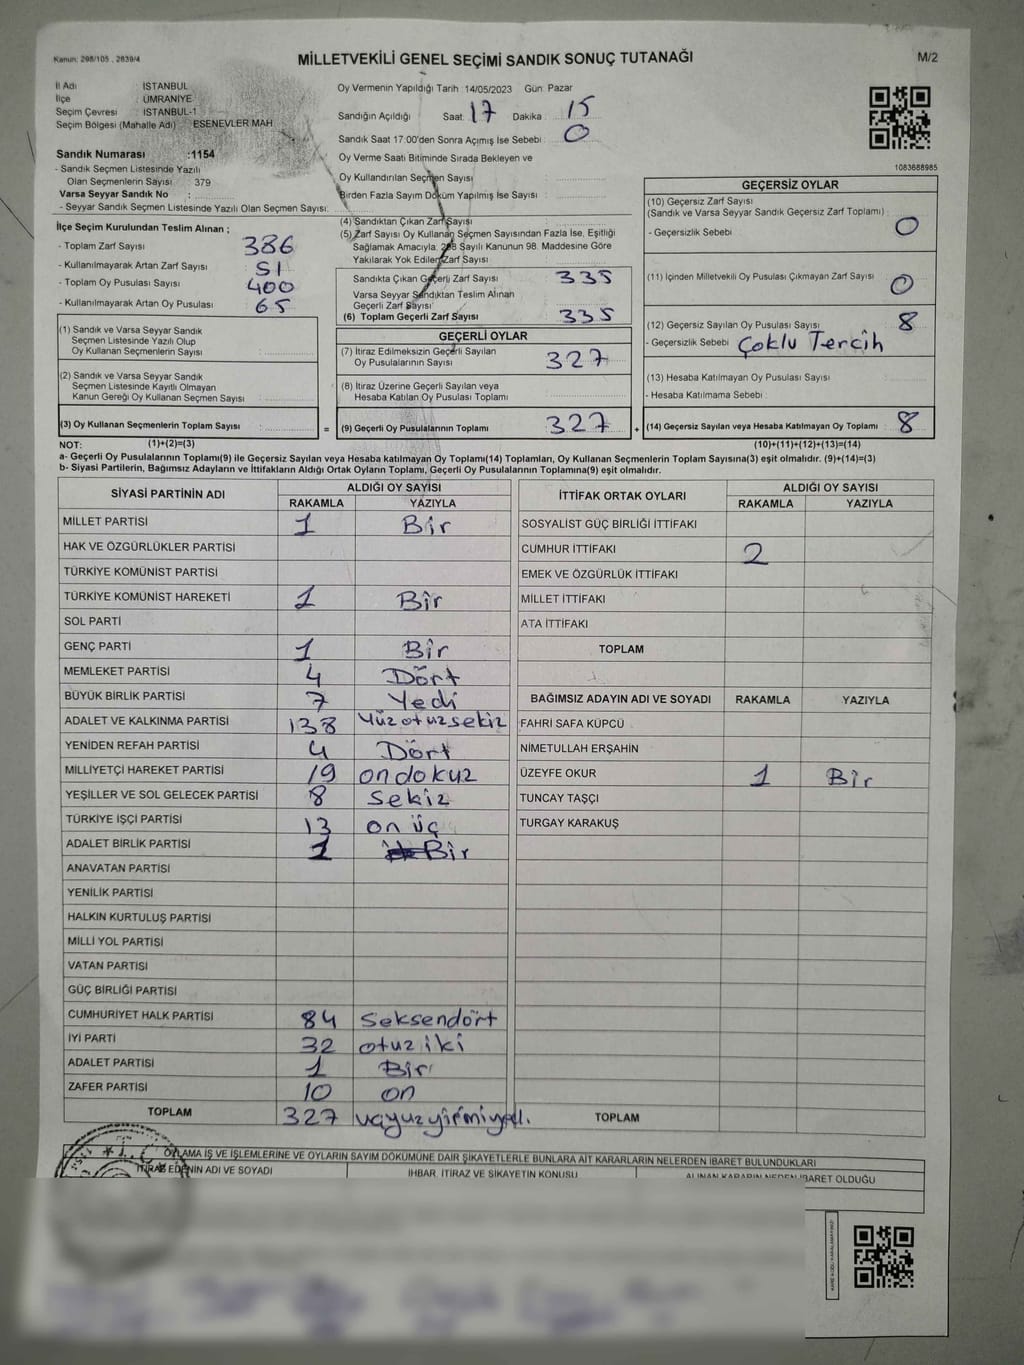 Kanun: 298/105 , 2839/4
MİLLETVEKİLİ GENEL SEÇİMİ SANDIK SONUÇ TUTANAĞI
M/2
İl Adı : İSTANBUL
İlçe : ÜMRANİYE
Seçim Çevresi : İSTANBUL-1
Seçim Bölgesi (Mahalle Adı) : ESENEVLER MAH
Sandık Numarası :1154
- Sandık Seçmen Listesinde Yazılı
Olan Seçmenlerin Sayısı : 379
Varsa Seyyar Sandık No :
- Seyyar Sandık Seçmen Listesinde Yazılı Olan Seçmen Sayısı:
Oy Vermenin Yapıldığı Tarih :14/05/2023 Gün: Pazar
Sandığın Açıldığı Saat: 17 Dakika : 15
Sandık Saat 17:00'den Sonra Açımış İse Sebebi : 0
Oy Verme Saati Bitiminde Sırada Bekleyen ve
Oy Kullandırılan Seçmen Sayısı
Birden Fazla Sayım Döküm Yapılmış İse Sayısı :
1083688985
İlçe Seçim Kurulundan Teslim Alınan ;
- Toplam Zarf Sayısı : 386
- Kullanılmayarak Artan Zarf Sayısı : 51
- Toplam Oy Pusulası Sayısı : 400
- Kullanılmayarak Artan Oy Pusulası : 65
(1) Sandık ve Varsa Seyyar Sandık
Seçmen Listesinde Yazılı Olup
Oy Kullanan Seçmenlerin Sayısı :
(2) Sandık ve Varsa Seyyar Sandık
Seçmen Listesinde Kayıtlı Olmayan
Kanun Gereği Oy Kullanan Seçmen Sayısı :
(3) Oy Kullanan Seçmenlerin Toplam Sayısı :
(4) Sandıktan Çıkan Zarf Sayısı
(5) Zarf Sayısı Oy Kullanan Seçmen Sayısından Fazla İse, Eşitliği
Sağlamak Amacıyla, 298 Sayılı Kanunun 98. Maddesine Göre
Yakılarak Yok Edilen Zarf Sayısı
Sandıkta Çıkan Geçerli Zarf Sayısı : 335
Varsa Seyyar Sandıktan Teslim Alınan
Geçerli Zarf Sayısı
(6) Toplam Geçerli Zarf Sayısı : 335
GEÇERLİ OYLAR
(7) İtiraz Edilmeksizin Geçerli Sayılan
Oy Pusulalarının Sayısı : 327
(8) İtiraz Üzerine Geçerli Sayılan veya
Hesaba Katılan Oy Pusulası Toplamı :
= (9) Geçerli Oy Pusulalarının Toplamı : 327
GEÇERSİZ OYLAR
(10) Geçersiz Zarf Sayısı
(Sandık ve Varsa Seyyar Sandık Geçersiz Zarf Toplamı) : 0
- Geçersizlik Sebebi :
(11) İçinden Milletvekili Oy Pusulası Çıkmayan Zarf Sayısı : 0
(12) Geçersiz Sayılan Oy Pusulası Sayısı : 8
- Geçersizlik Sebebi : Çoklu Tercih
(13) Hesaba Katılmayan Oy Pusulası Sayısı :
- Hesaba Katılmama Sebebi :
+ (14) Geçersiz Sayılan veya Hesaba Katılmayan Oy Toplamı : 8
NOT: (1)+(2)=(3) (10)+(11)+(12)+(13)=(14)
a- Geçerli Oy Pusulalarının Toplamı(9) ile Geçersiz Sayılan veya Hesaba katılmayan Oy Toplamı(14) Toplamları, Oy Kullanan Seçmenlerin Toplam Sayısına(3) eşit olmalıdır. (9)+(14)=(3)
b- Siyasi Partilerin, Bağımsız Adayların ve İttifakların Aldığı Ortak Oyların Toplamı, Geçerli Oy Pusulalarının Toplamına(9) eşit olmalıdır.
SİYASİ PARTİNİN ADI ALDIĞI OY SAYISI
RAKAMLA YAZIYLA
MİLLET PARTİSİ 1 Bir
HAK VE ÖZGÜRLÜKLER PARTİSİ
TÜRKİYE KOMÜNİST PARTİSİ
TÜRKİYE KOMÜNİST HAREKETİ 1 Bir
SOL PARTİ
GENÇ PARTİ 1 Bir
MEMLEKET PARTİSİ 4 Dört
BÜYÜK BİRLİK PARTİSİ 7 Yedi
ADALET VE KALKINMA PARTİSİ 138 Yüzotuzsekiz
YENİDEN REFAH PARTİSİ 4 Dört
MİLLİYETÇİ HAREKET PARTİSİ 19 ondokuz
YEŞİLLER VE SOL GELECEK PARTİSİ 8 Sekiz
TÜRKİYE İŞÇİ PARTİSİ 13 on üç
ADALET BİRLİK PARTİSİ 1 Bir
ANAVATAN PARTİSİ
YENİLİK PARTİSİ
HALKIN KURTULUŞ PARTİSİ
MİLLİ YOL PARTİSİ
VATAN PARTİSİ
GÜÇ BİRLİĞİ PARTİSİ
CUMHURİYET HALK PARTİSİ 84 Seksendört
İYİ PARTİ 32 otuz iki
ADALET PARTİSİ 1 Bir
ZAFER PARTİSİ 10 on
TOPLAM 327
İTTİFAK ORTAK OYLARI ALDIĞI OY SAYISI
RAKAMLA YAZIYLA
SOSYALİST GÜÇ BİRLİĞİ İTTİFAKI
CUMHUR İTTİFAKI 2
EMEK VE ÖZGÜRLÜK İTTİFAKI
MİLLET İTTİFAKI
ATA İTTİFAKI
TOPLAM
BAĞIMSIZ ADAYIN ADI VE SOYADI RAKAMLA YAZIYLA
FAHRİ SAFA KÜPCÜ
NİMETULLAH ERŞAHİN
ÜZEYFE OKUR 1 Bir
TUNCAY TAŞÇI
TURGAY KARAKUŞ
TOPLAM
OYLAMA İŞ VE İŞLEMLERİNE VE OYLARIN SAYIM DÖKÜMÜNE DAİR ŞİKAYETLERLE BUNLARA AİT KARARLARIN NELERDEN İBARET BULUNDUKLARI
İTİRAZ EDENİN ADI VE SOYADI İHBAR, İTİRAZ VE ŞİKAYETİN KONUSU ALINAN KARARIN NEDEN İBARET OLDUĞU